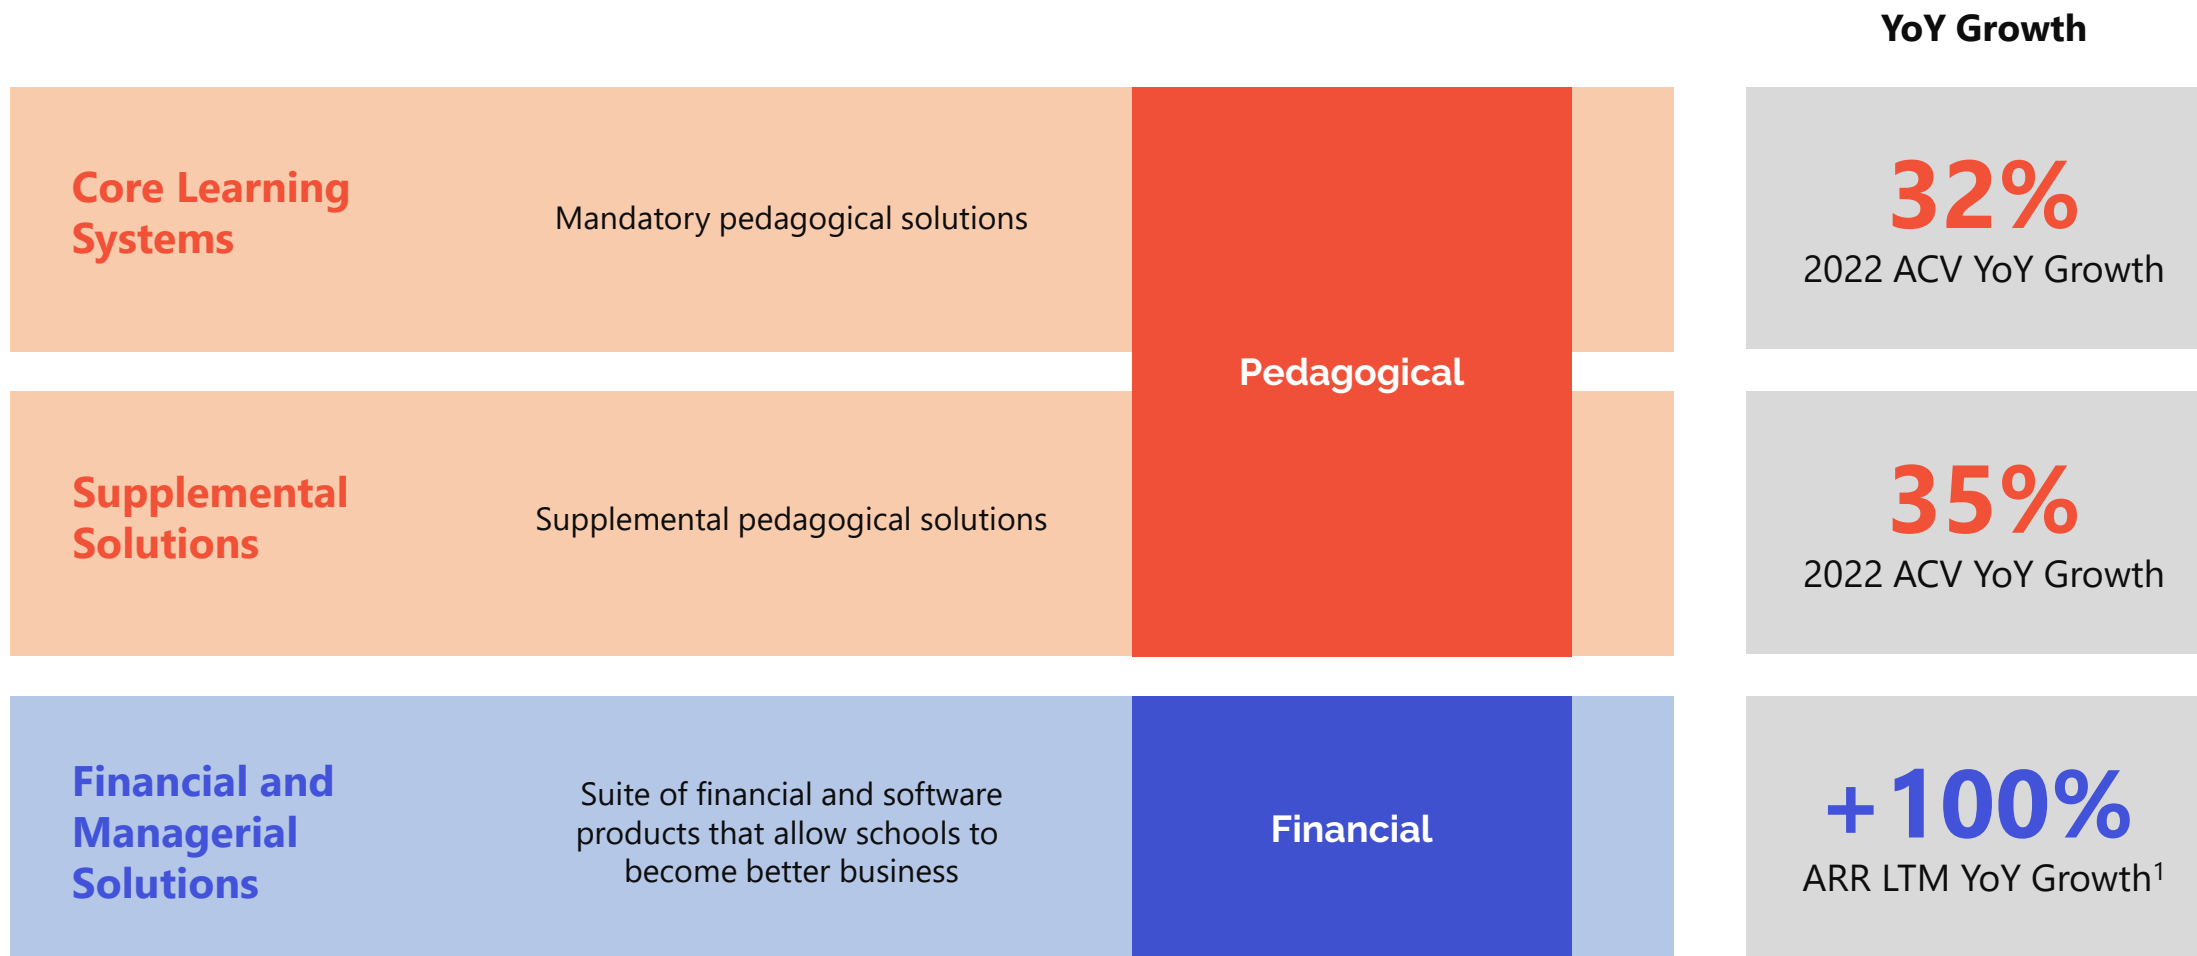 YoY Growth
Core Learning
Systems
Mandatory pedagogical solutions
Pedagogical
32%
2022 ACV YoY Growth
Supplemental
Solutions
Supplemental pedagogical solutions
35%
2022 ACV YoY Growth
Financial and
Managerial
Solutions
Suite of financial and software
products that allow schools to
become better business
Financial
+100%
ARR LTM YoY Growth¹